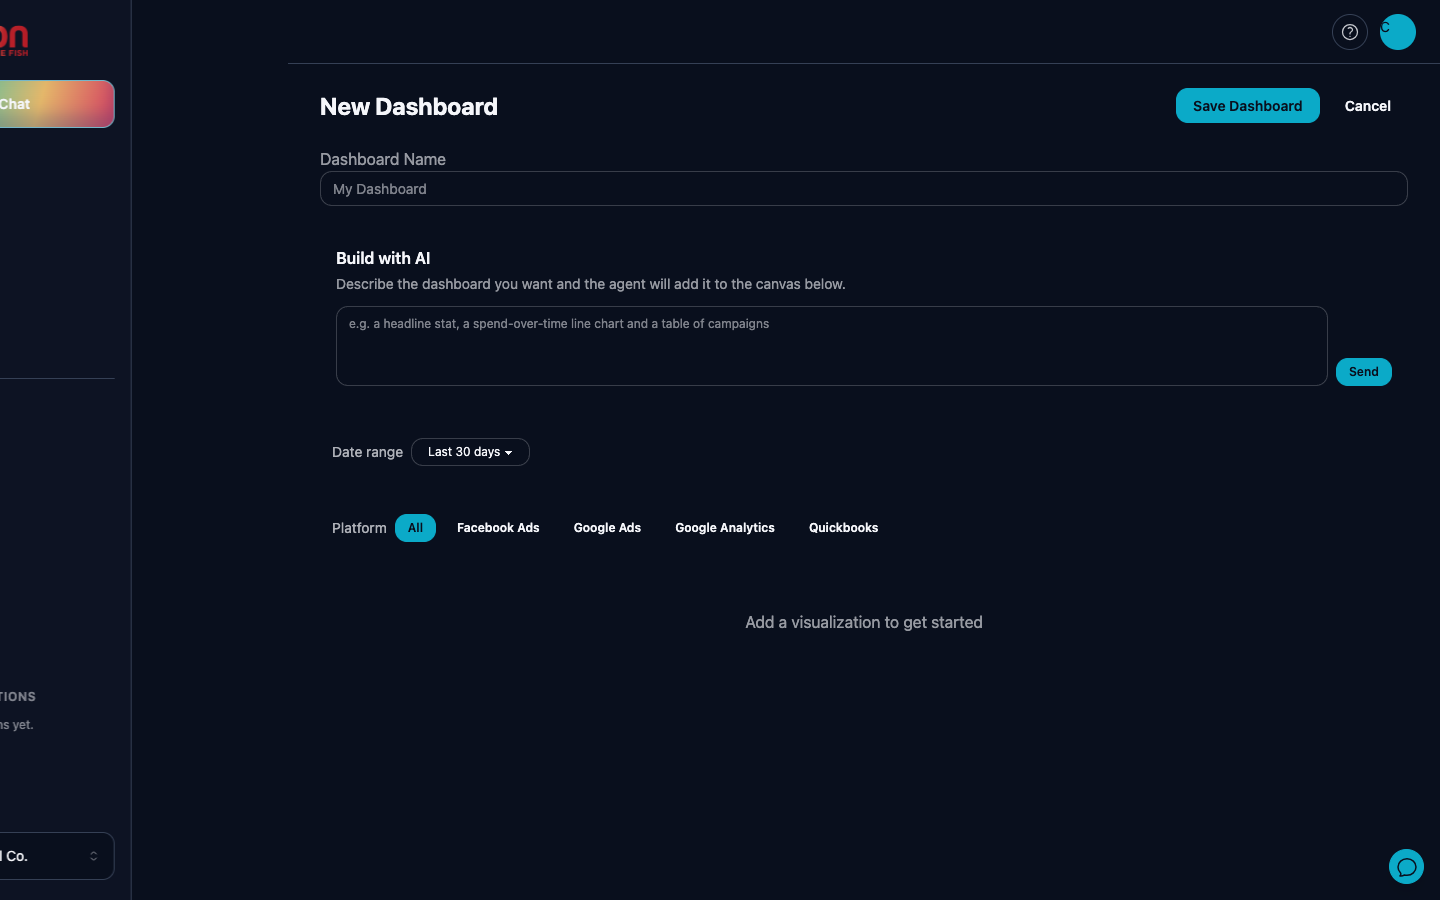 on
E FISH
Chat
TIONS
ns yet.
l Co.
C
New Dashboard
Save Dashboard
Cancel
Dashboard Name
My Dashboard
Build with AI
Describe the dashboard you want and the agent will add it to the canvas below.
e.g. a headline stat, a spend-over-time line chart and a table of campaigns
Send
Date range
Last 30 days
Platform
All
Facebook Ads
Google Ads
Google Analytics
Quickbooks
Add a visualization to get started